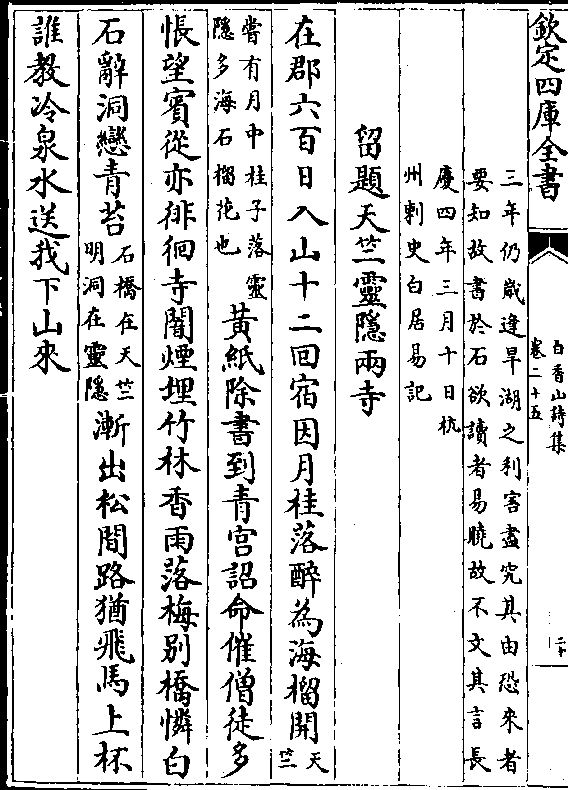 欽定四庫全書
白香山詩集
卷二十五
二十
三年仍嵗逢旱湖之利害盡究其由恐來者
要知故書於石欲讀者易曉故不文其言長
慶四年三月十日杭
州刺史白居易記
留題天竺靈隱兩寺
在郡六百日入山十二回宿因月桂落醉為海榴開天竺
嘗有月中桂子落靈
隱多海石榴花也
黃紙除書到青宮詔命催僧徒多
悵望賓從亦徘徊寺闇煙埋竹林香雨落梅別橋憐白
石辭洞戀青苔石橋在天竺
明洞在靈隱
漸出松間路猶飛馬上杯
誰教冷泉水送我下山來